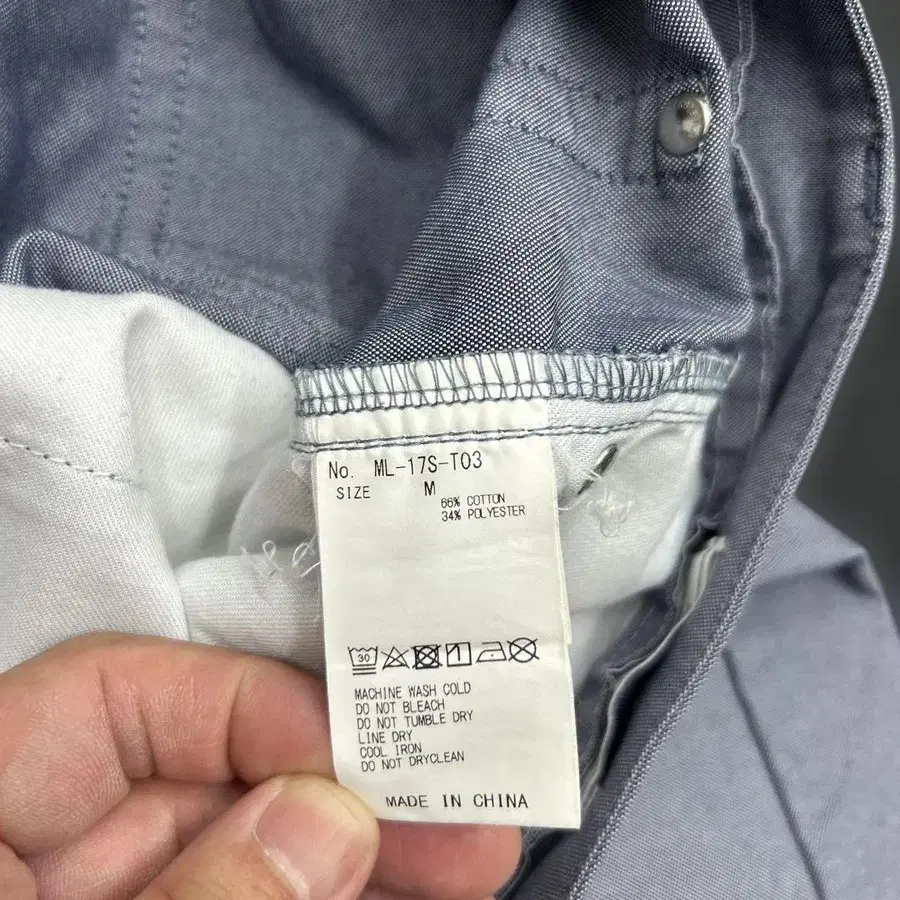 No. ML-17S-T03
SIZE M
66% COTTON
34% POLYESTER
30
MACHINE WASH COLD
DO NOT BLEACH
DO NOT TUMBLE DRY
LINE DRY
COOL IRON
DO NOT DRYCLEAN
MADE IN CHINA